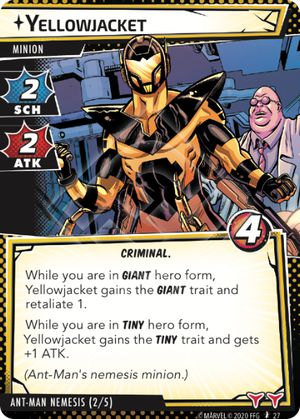 YELLOWJACKET
MINION
2
SCH
2
ATK
4
CRIMINAL.
While you are in GIANT hero form,
Yellowjacket gains the GIANT trait and
retaliate 1.
While you are in TINY hero form,
Yellowjacket gains the TINY trait and gets
+1 ATK.
(Ant-Man's nemesis minion.)
ANT-MAN NEMESIS (2/5)
© MARVEL © 2020 FFG 27